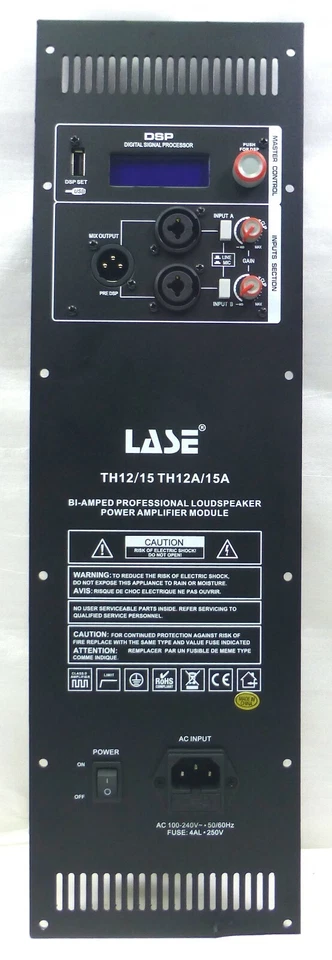 DSP
DIGITAL SIGNAL PROCESSOR
PUSH
FOR DSP
DSP SET
USB
MASTER CONTROL
MIX OUTPUT
INPUT A
MAX
LINE
MIC
GAIN
PRE DSP
INPUT B
MAX
INPUTS SECTION
LASE®
TH12/15 TH12A/15A
BI-AMPED PROFESSIONAL LOUDSPEAKER
POWER AMPLIFIER MODULE
CAUTION
RISK OF ELECTRIC SHOCK!
DO NOT OPEN!
WARNING: TO REDUCE THE RISK OF ELECTRIC SHOCK,
DO NOT EXPOSE THIS APPLIANCE TO RAIN OR MOISTURE.
AVIS: RISQUE DE CHOC ELECTRIQUE NE PAS OUVRIR.
NO USER SERVICEABLE PARTS INSIDE. REFER SERVICING TO
QUALIFIED SERVICE PERSONNEL.
CAUTION: FOR CONTINUED PROTECTION AGAINST RISK OF
FIRE REPLACE WITH THE SAME TYPE AND VALUE FUSE INDICATED
ATTENTION: REMPLACER PAR UN FUSIBLE DE MEME TYPE
COMME INDIQUE
CLASS-D
AMPLIFIER
LIMIT
RoHS
COMPLIANT
CE
MADE IN
CHINA
POWER
ON
OFF
AC INPUT
AC 100-240V~•50/60Hz
FUSE: 4AL•250V